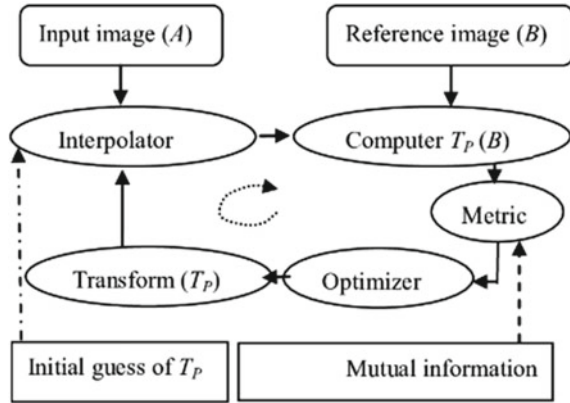 Input image (A)
Reference image (B)
Interpolator
Computer T_P (B)
Metric
Transform (T_P)
Optimizer
Initial guess of T_P
Mutual information